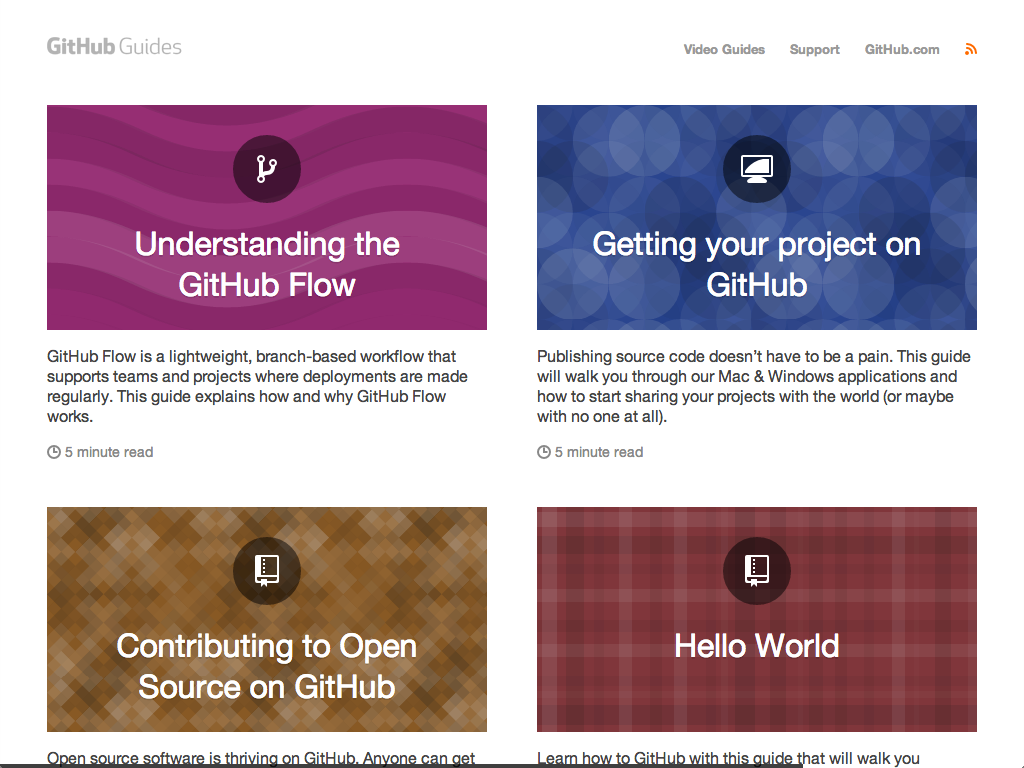 GitHub Guides
Video Guides Support GitHub.com
Understanding the
GitHub Flow
GitHub Flow is a lightweight, branch-based workflow that
supports teams and projects where deployments are made
regularly. This guide explains how and why GitHub Flow
works.
5 minute read
Getting your project on
GitHub
Publishing source code doesn’t have to be a pain. This guide
will walk you through our Mac & Windows applications and
how to start sharing your projects with the world (or maybe
with no one at all).
5 minute read
Contributing to Open
Source on GitHub
Open source software is thriving on GitHub. Anyone can get
Hello World
Learn how to GitHub with this guide that will walk you